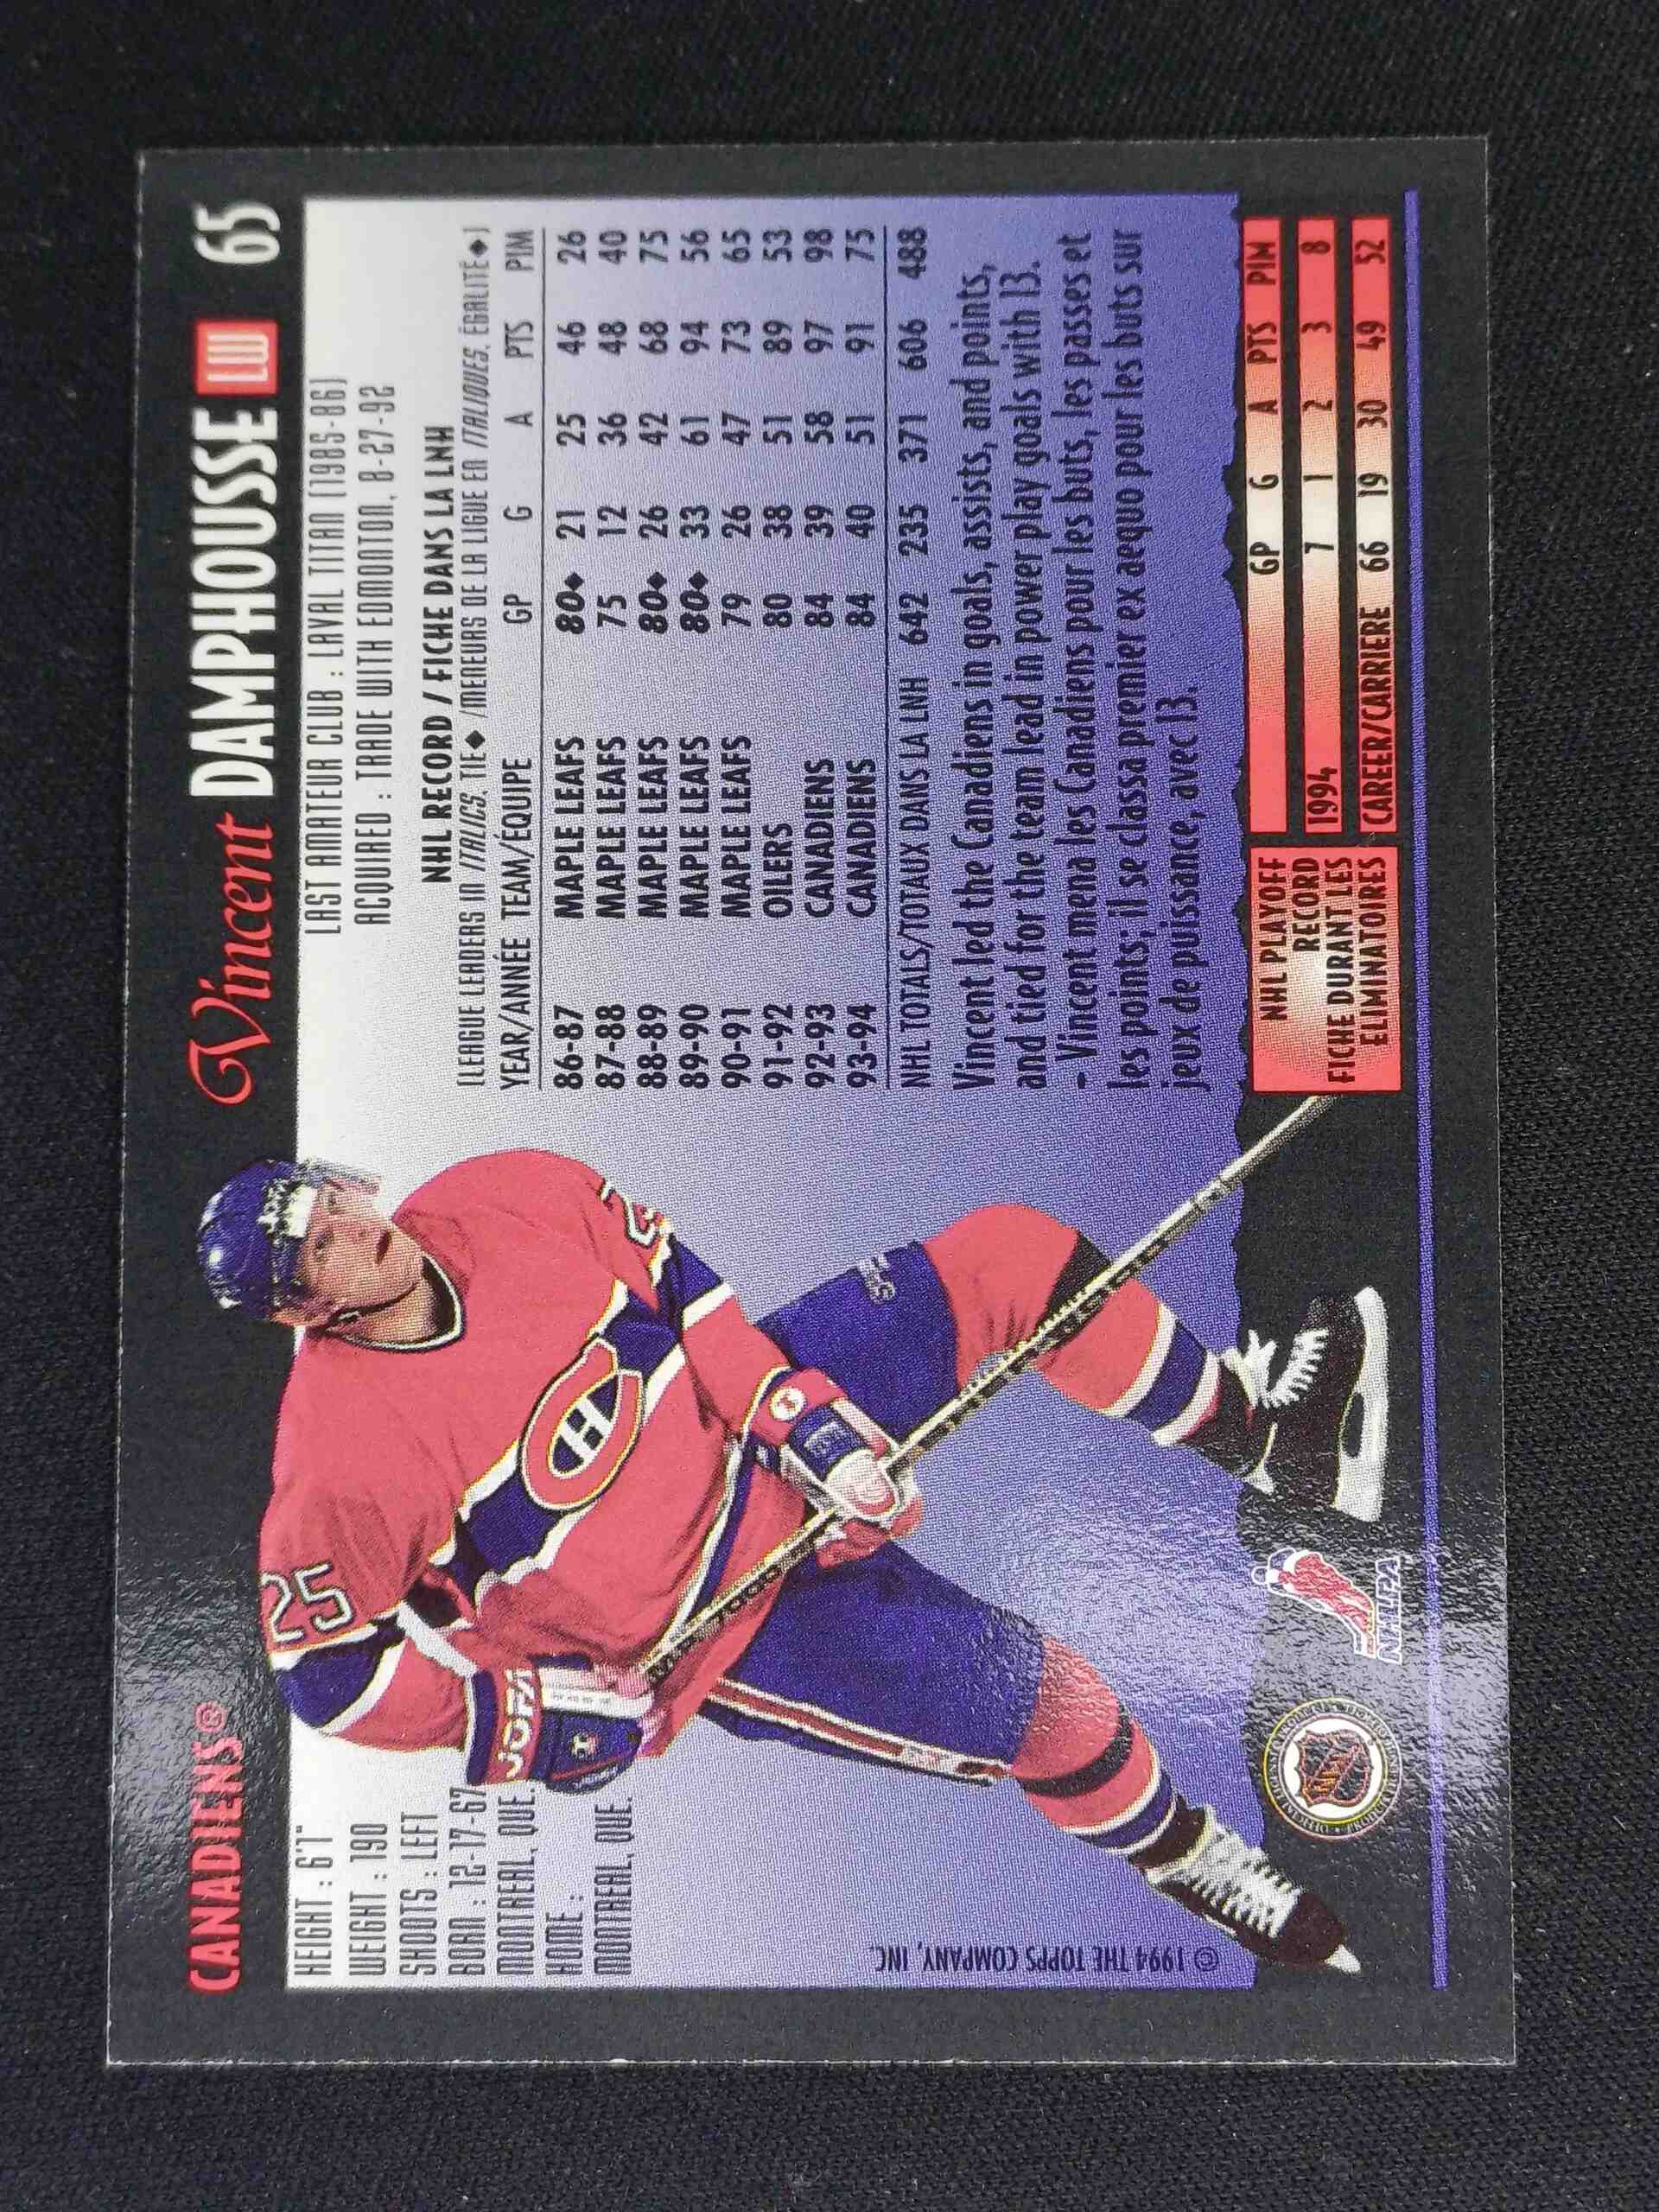 CANADIENS®
Vincent DAMPHOUSSE LW 65
HEIGHT : 6'1"
WEIGHT : 190
SHOOTS : LEFT
BORN : 12-17-67
MONTREAL, QUE.
HOME :
MONTREAL, QUE.
LAST AMATEUR CLUB : LAVAL TITAN (1985-86)
ACQUIRED : TRADE WITH EDMONTON, 8-27-92
NHL RECORD / FICHE DANS LA LNH
(LEAGUE LEADERS IN ITALICS, TIE◆ /MENEURS DE LA LIGUE EN ITALIQUES, ÉGALITÉ◆)
YEAR/ANNÉE TEAM/ÉQUIPE GP G A PTS PIM
86-87 MAPLE LEAFS 80◆ 21 25 46 26
87-88 MAPLE LEAFS 75 12 36 48 40
88-89 MAPLE LEAFS 80◆ 26 42 68 75
89-90 MAPLE LEAFS 80◆ 33 61 94 56
90-91 MAPLE LEAFS 79 26 47 73 65
91-92 OILERS 80 38 51 89 53
92-93 CANADIENS 84 39 58 97 98
93-94 CANADIENS 84 40 51 91 75
NHL TOTALS/TOTAUX DANS LA LNH 642 235 371 606 488
Vincent led the Canadiens in goals, assists, and points,
and tied for the team lead in power play goals with 13.
- Vincent mena les Canadiens pour les buts, les passes et
les points; il se classa premier ex aequo pour les buts sur
jeux de puissance, avec 13.
NHL PLAYOFF
RECORD
FICHE DURANT LES
ELIMINATOIRES
GP G A PTS PIM
1994 7 1 2 3 8
CAREER/CARRIERE 66 19 30 49 52
25
JOFA
7000
© 1994 THE TOPPS COMPANY, INC.
NHL
NHLPA